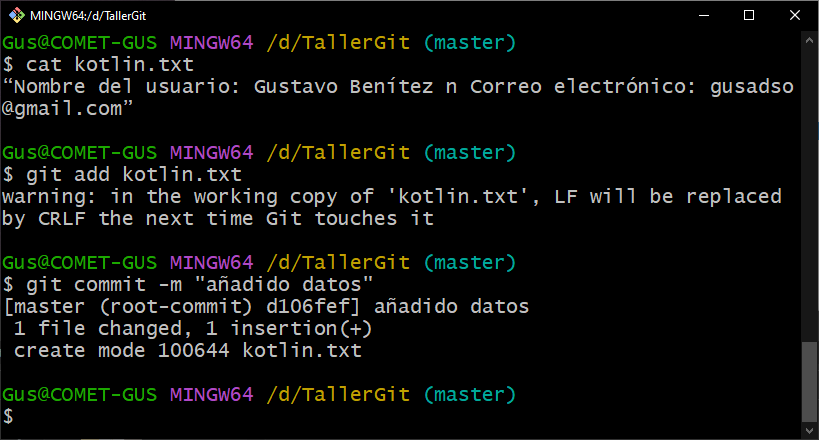 MINGW64:/d/TallerGit
Gus@COMET-GUS MINGW64 /d/TallerGit (master)
$ cat kotlin.txt
“Nombre del usuario: Gustavo Benítez n Correo electrónico: gusadso
@gmail.com”
Gus@COMET-GUS MINGW64 /d/TallerGit (master)
$ git add kotlin.txt
warning: in the working copy of 'kotlin.txt', LF will be replaced
by CRLF the next time Git touches it
Gus@COMET-GUS MINGW64 /d/TallerGit (master)
$ git commit -m "añadido datos"
[master (root-commit) d106fef] añadido datos
 1 file changed, 1 insertion(+)
 create mode 100644 kotlin.txt
Gus@COMET-GUS MINGW64 /d/TallerGit (master)
$